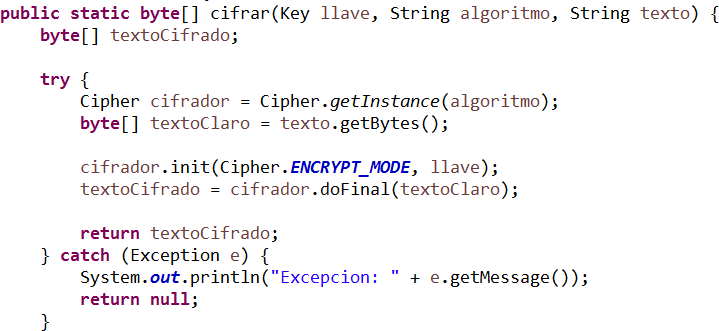 public static byte[] cifrar(Key llave, String algoritmo, String texto) {
    byte[] textoCifrado;

    try {
        Cipher cifrador = Cipher.getInstance(algoritmo);
        byte[] textoClaro = texto.getBytes();

        cifrador.init(Cipher.ENCRYPT_MODE, llave);
        textoCifrado = cifrador.doFinal(textoClaro);

        return textoCifrado;
    } catch (Exception e) {
        System.out.println("Excepcion: " + e.getMessage());
        return null;
    }